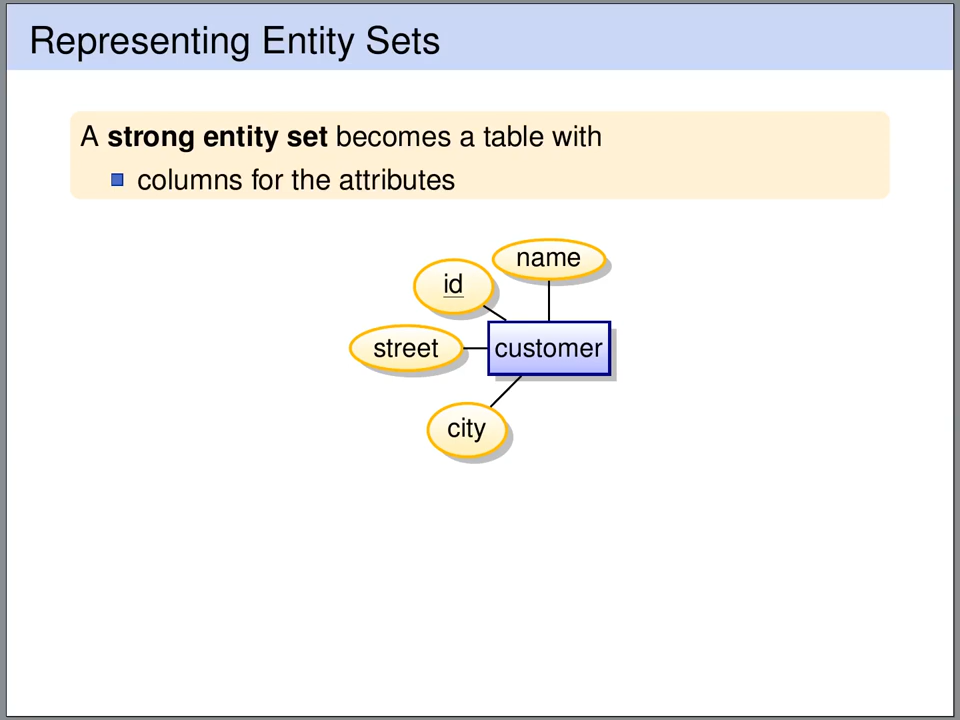 Representing Entity Sets
A strong entity set becomes a table with
columns for the attributes
name
id
street
customer
city